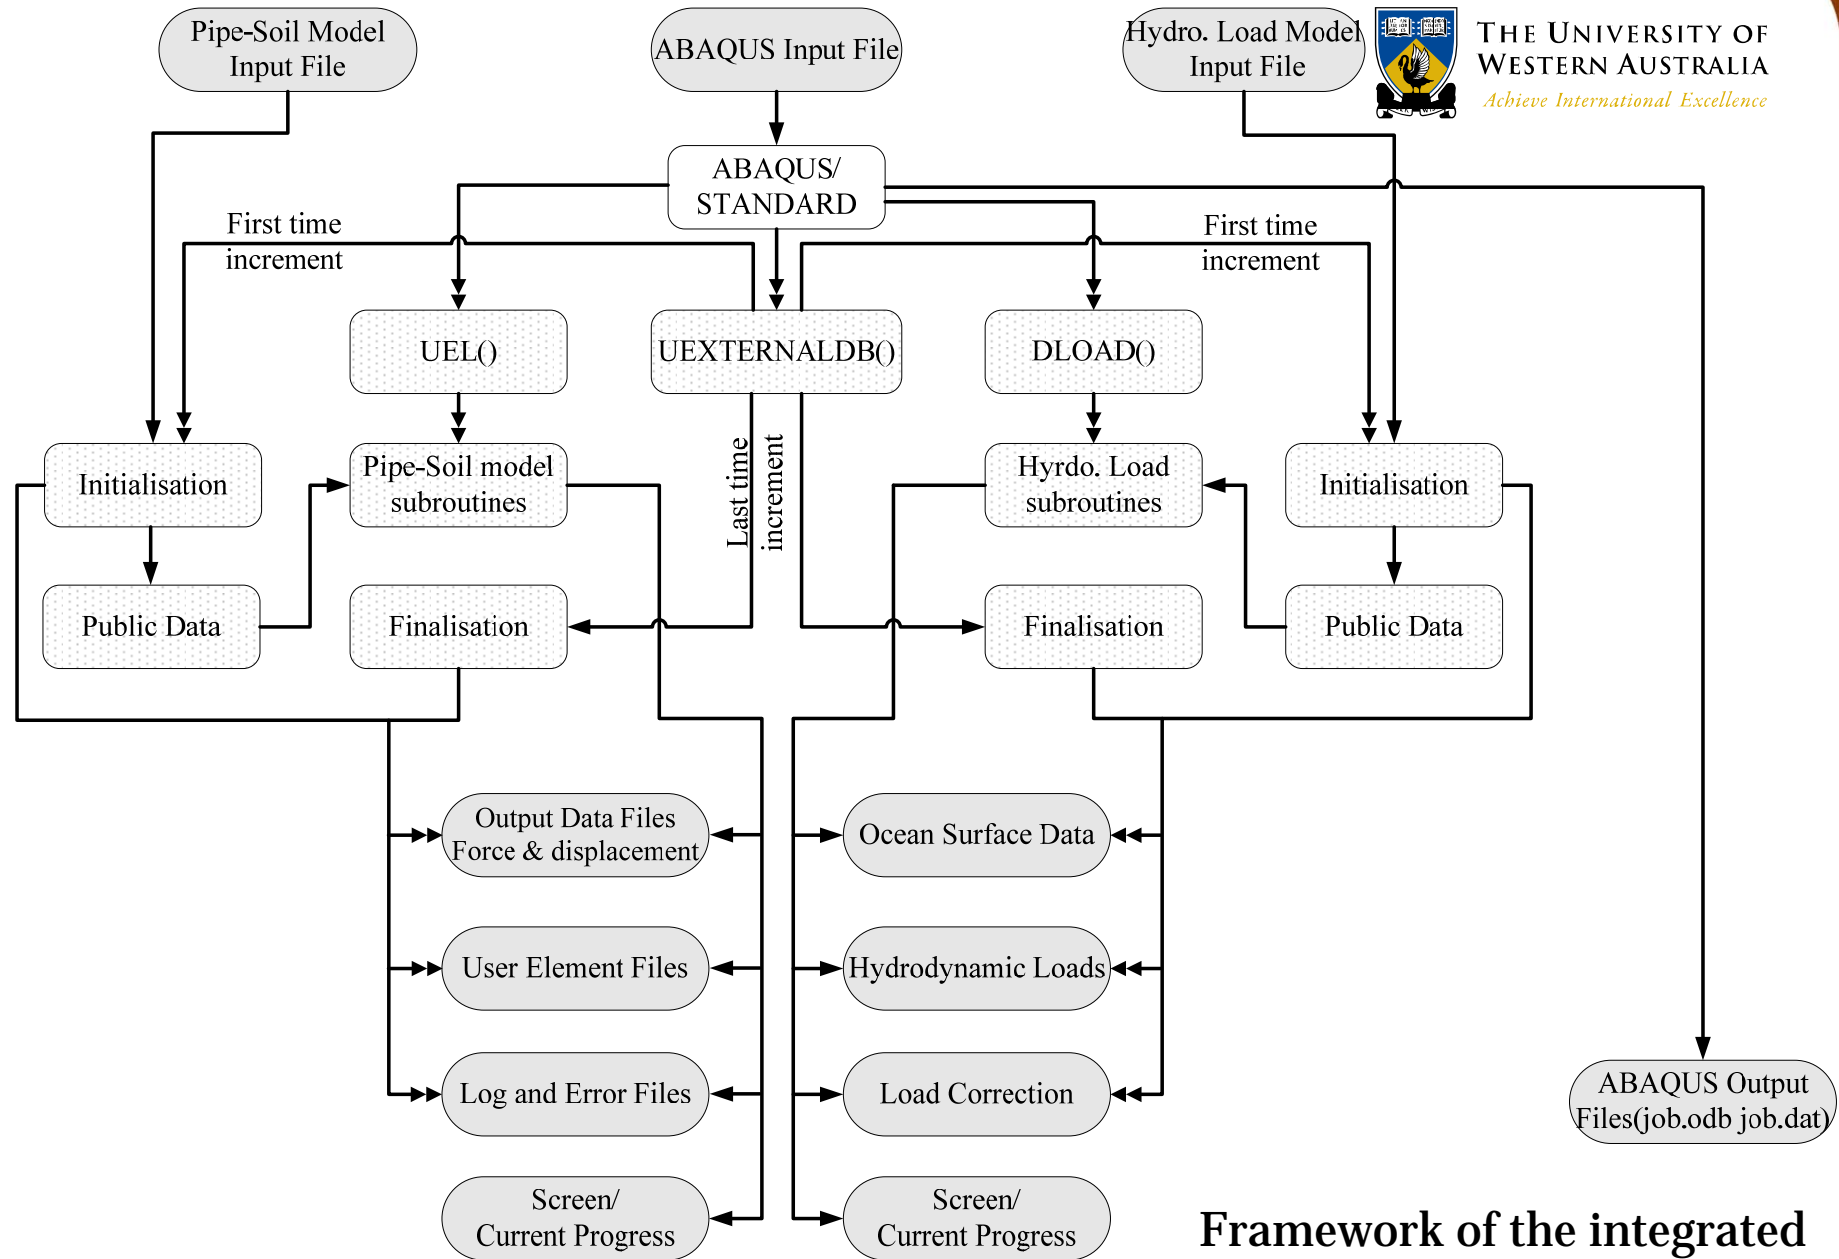 Pipe-Soil Model
Input File
ABAQUS Input File
Hydro. Load Model
Input File
THE UNIVERSITY OF
WESTERN AUSTRALIA
Achieve International Excellence
ABAQUS/
STANDARD
First time
increment
First time
increment
UEL()
UEXTERNALDB()
DLOAD()
Initialisation
Pipe-Soil model
subroutines
Last time
increment
Hyrdo. Load
subroutines
Initialisation
Public Data
Finalisation
Finalisation
Public Data
Output Data Files
Force & displacement
Ocean Surface Data
User Element Files
Hydrodynamic Loads
Log and Error Files
Load Correction
ABAQUS Output
Files(job.odb job.dat)
Screen/
Current Progress
Screen/
Current Progress
Framework of the integrated